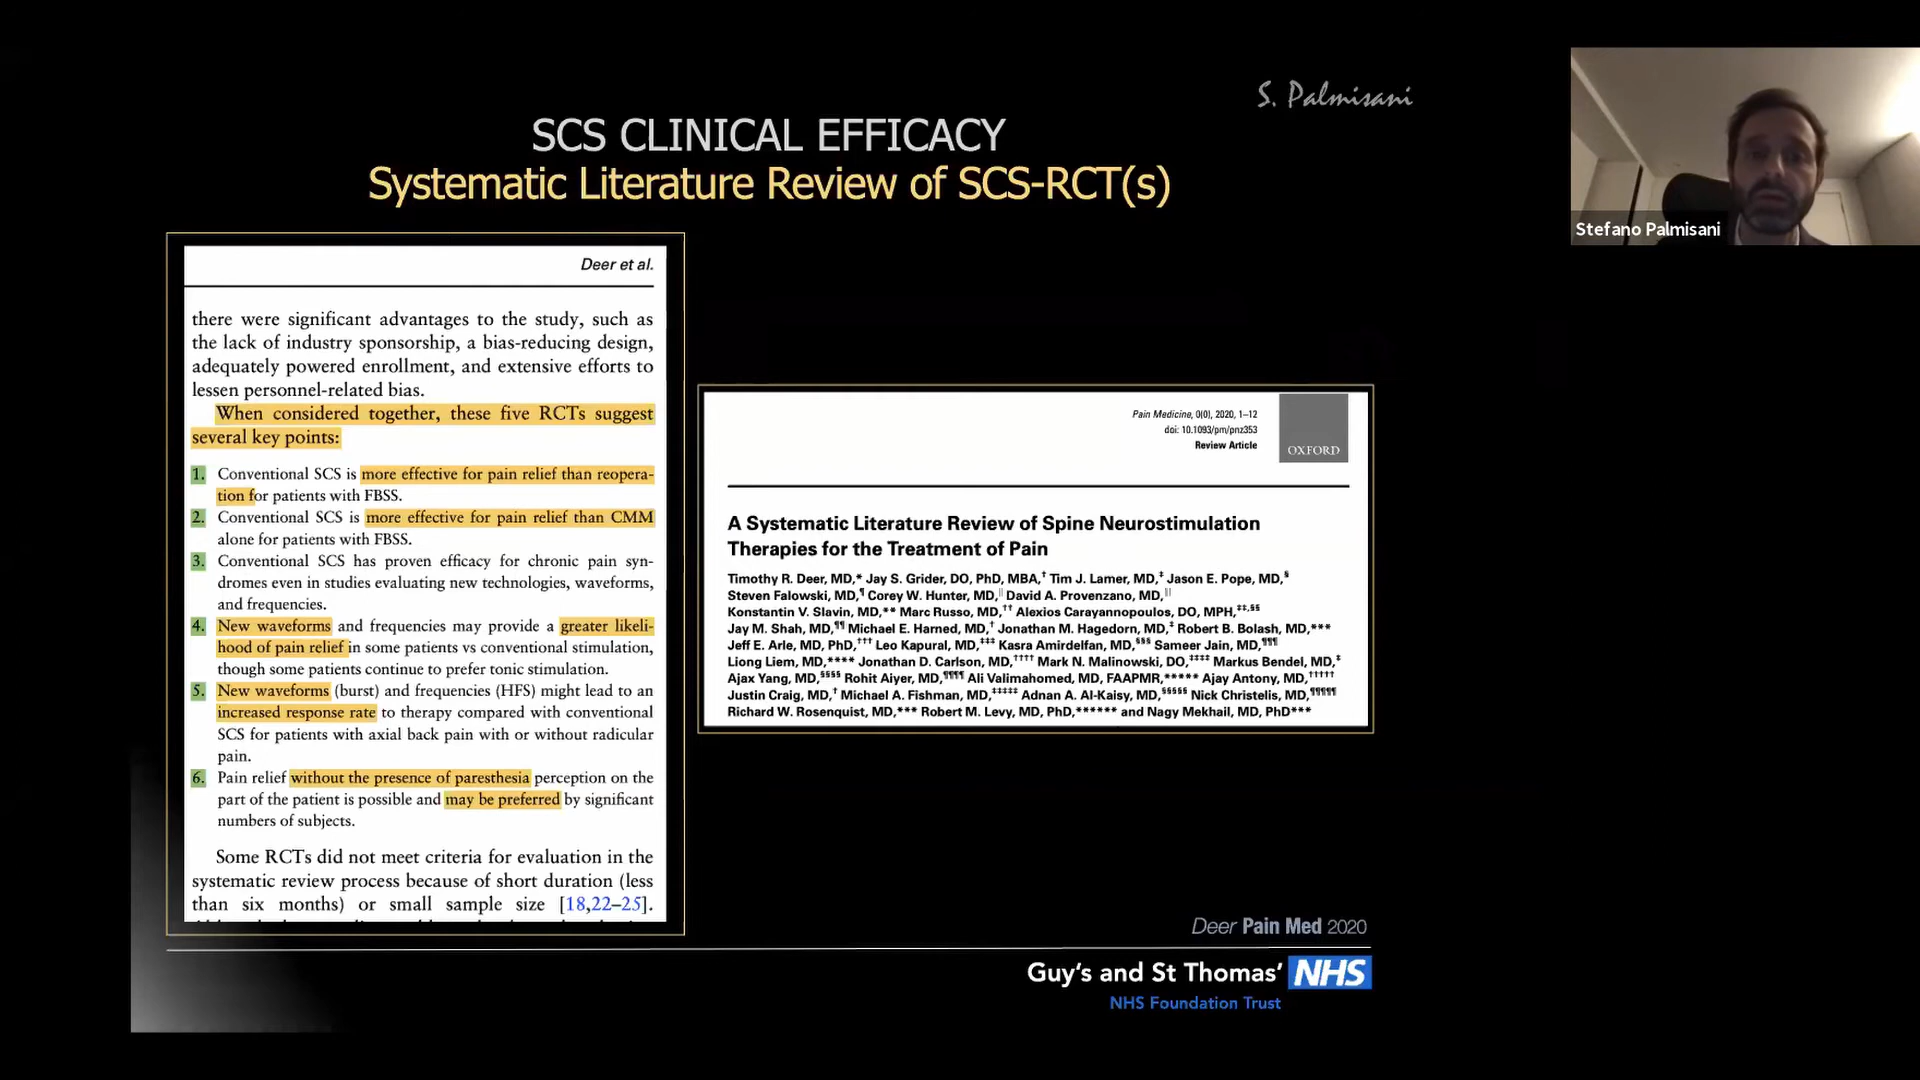 S. Palmisani
SCS CLINICAL EFFICACY
Systematic Literature Review of SCS-RCT(s)
Stefano Palmisani
Deer et al.
there were significant advantages to the study, such as
the lack of industry sponsorship, a bias-reducing design,
adequately powered enrollment, and extensive efforts to
lessen personnel-related bias.
When considered together, these five RCTs suggest
several key points:
1. Conventional SCS is more effective for pain relief than reopera-
tion for patients with FBSS.
2. Conventional SCS is more effective for pain relief than CMM
alone for patients with FBSS.
3. Conventional SCS has proven efficacy for chronic pain syn-
dromes even in studies evaluating new technologies, waveforms,
and frequencies.
4. New waveforms and frequencies may provide a greater likeli-
hood of pain relief in some patients vs conventional stimulation,
though some patients continue to prefer tonic stimulation.
5. New waveforms (burst) and frequencies (HFS) might lead to an
increased response rate to therapy compared with conventional
SCS for patients with axial back pain with or without radicular
pain.
6. Pain relief without the presence of paresthesia perception on the
part of the patient is possible and may be preferred by significant
numbers of subjects.
Some RCTs did not meet criteria for evaluation in the
systematic review process because of short duration (less
than six months) or small sample size [18,22–25].
Pain Medicine, 0(0), 2020, 1–12
doi: 10.1093/pm/pnz353
Review Article
OXFORD
A Systematic Literature Review of Spine Neurostimulation
Therapies for the Treatment of Pain
Timothy R. Deer, MD,* Jay S. Grider, DO, PhD, MBA,† Tim J. Lamer, MD,‡ Jason E. Pope, MD,§
Steven Falowski, MD,¶ Corey W. Hunter, MD,|| David A. Provenzano, MD,||||
Konstantin V. Slavin, MD,** Marc Russo, MD,†† Alexios Carayannopoulos, DO, MPH,‡‡,§§
Jay M. Shah, MD,¶¶ Michael E. Harned, MD,† Jonathan M. Hagedorn, MD,‡ Robert B. Bolash, MD,***
Jeff E. Arle, MD, PhD,††† Leo Kapural, MD,‡‡‡ Kasra Amirdelfan, MD,§§§ Sameer Jain, MD,¶¶¶
Liong Liem, MD,**** Jonathan D. Carlson, MD,†††† Mark N. Malinowski, DO,‡‡‡‡ Markus Bendel, MD,‡
Ajax Yang, MD,§§§§ Rohit Aiyer, MD,¶¶¶¶ Ali Valimahomed, MD, FAAPMR,***** Ajay Antony, MD,†††††
Justin Craig, MD,† Michael A. Fishman, MD,‡‡‡‡‡ Adnan A. Al-Kaisy, MD,§§§§§ Nick Christelis, MD,¶¶¶¶¶
Richard W. Rosenquist, MD,*** Robert M. Levy, MD, PhD,****** and Nagy Mekhail, MD, PhD***
Deer Pain Med 2020
Guy's and St Thomas' NHS
NHS Foundation Trust